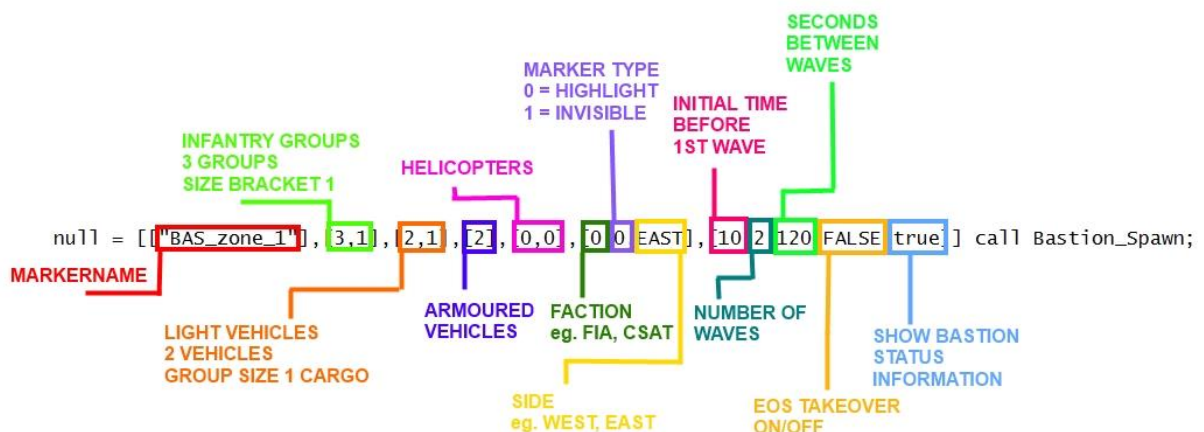 SECONDS
BETWEEN
WAVES
MARKER TYPE
0 = HIGHLIGHT
1 = INVISIBLE
INITIAL TIME
BEFORE
1ST WAVE
INFANTRY GROUPS
3 GROUPS
SIZE BRACKET 1
HELICOPTERS
null = [["BAS_zone_1"],[3,1],[2,1],[2],[0,0],[0 0 EAST],[10 2 120 FALSE true]] call Bastion_Spawn;
MARKERNAME
LIGHT VEHICLES
2 VEHICLES
GROUP SIZE 1 CARGO
ARMOURED
VEHICLES
FACTION
eg. FIA, CSAT
SIDE
eg. WEST, EAST
NUMBER OF
WAVES
EOS TAKEOVER
ON/OFF
SHOW BASTION
STATUS
INFORMATION